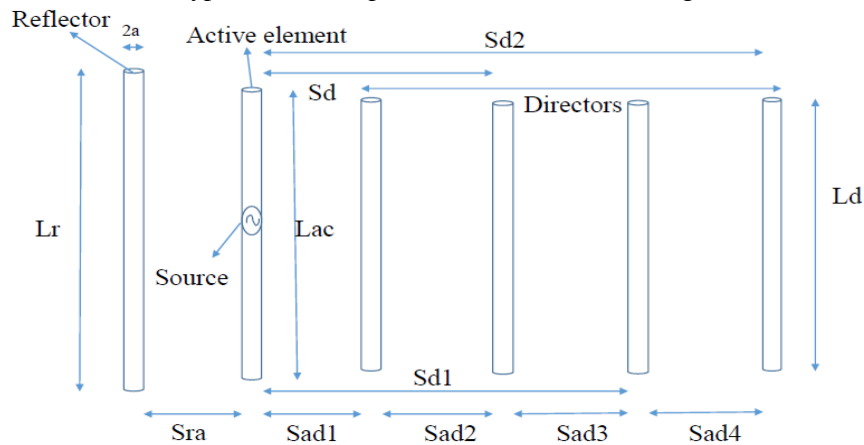 Reflector
2a
Active element
Sd2
Sd
Directors
Lr
Lac
Ld
Source
Sd1
Sra
Sad1
Sad2
Sad3
Sad4